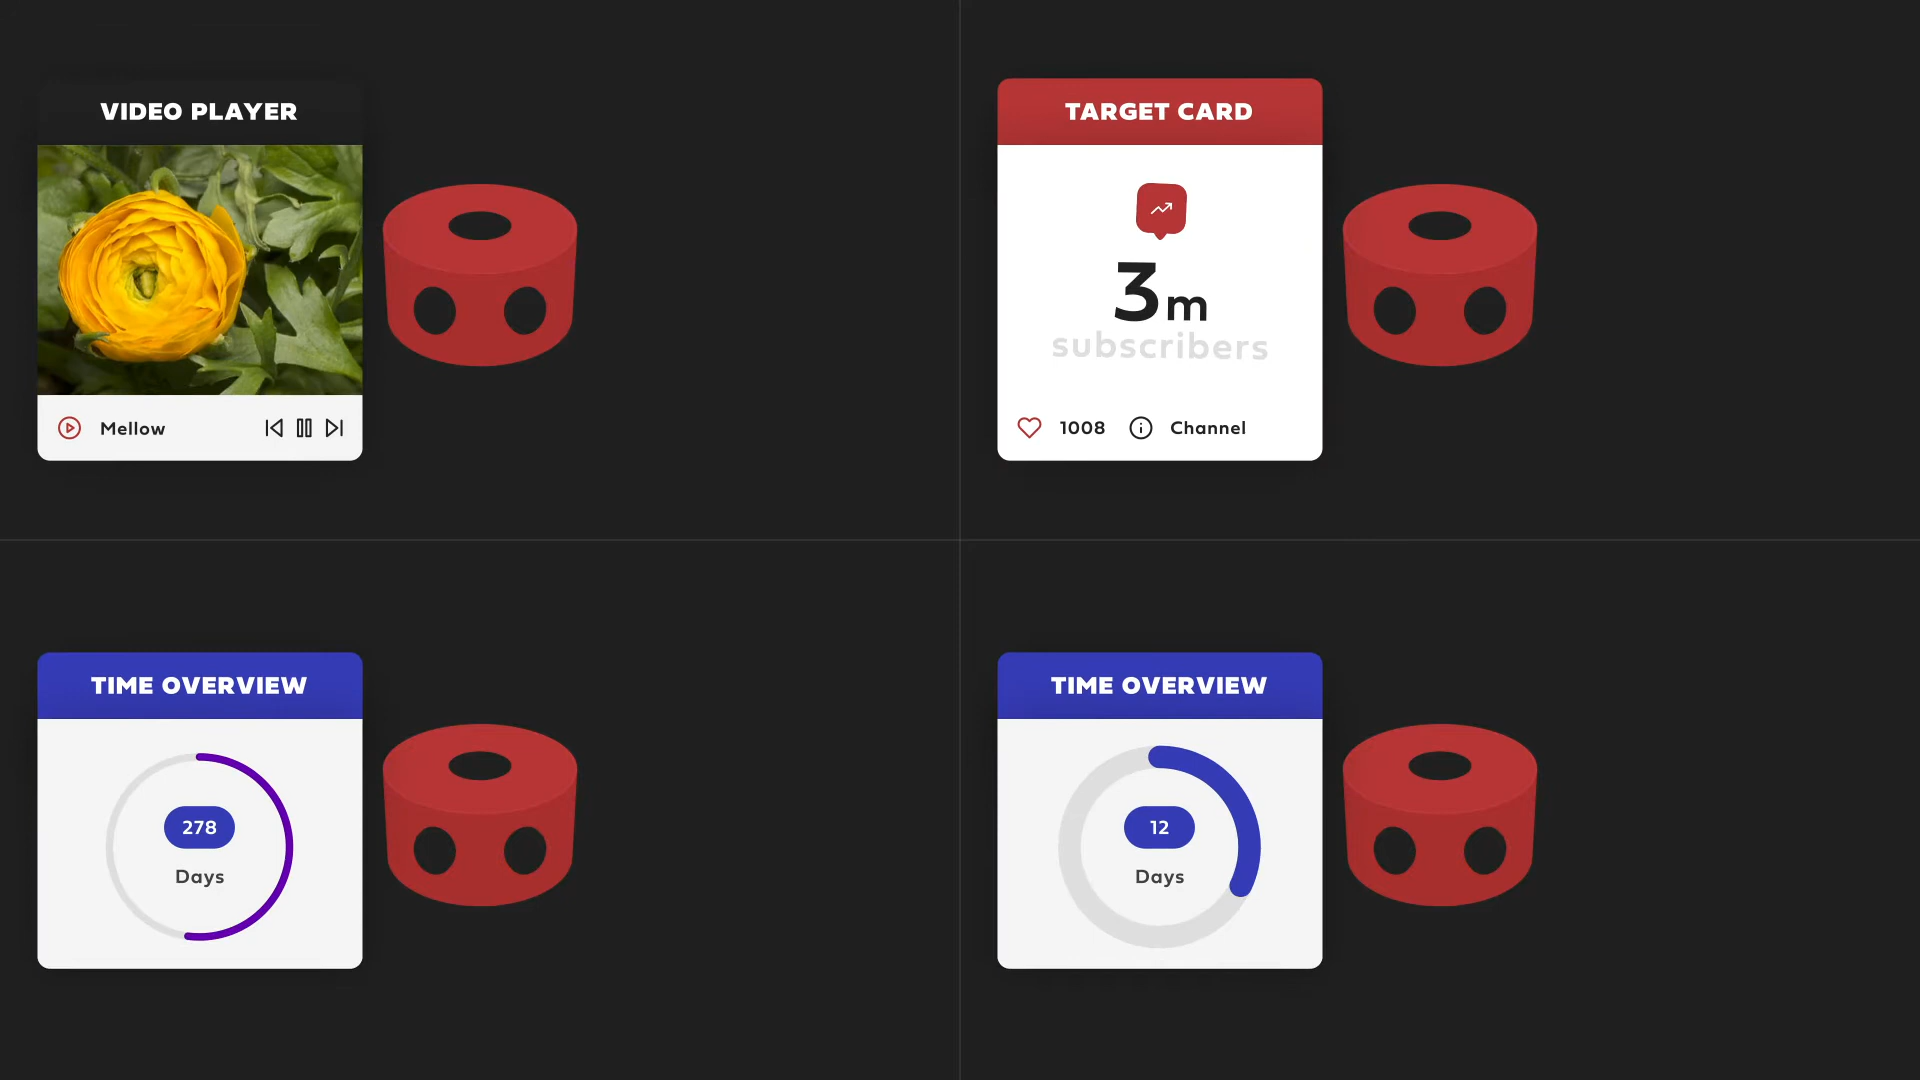 VIDEO PLAYER
Mellow
TARGET CARD
3m
subscribers
1008 Channel
TIME OVERVIEW
278
Days
TIME OVERVIEW
12
Days